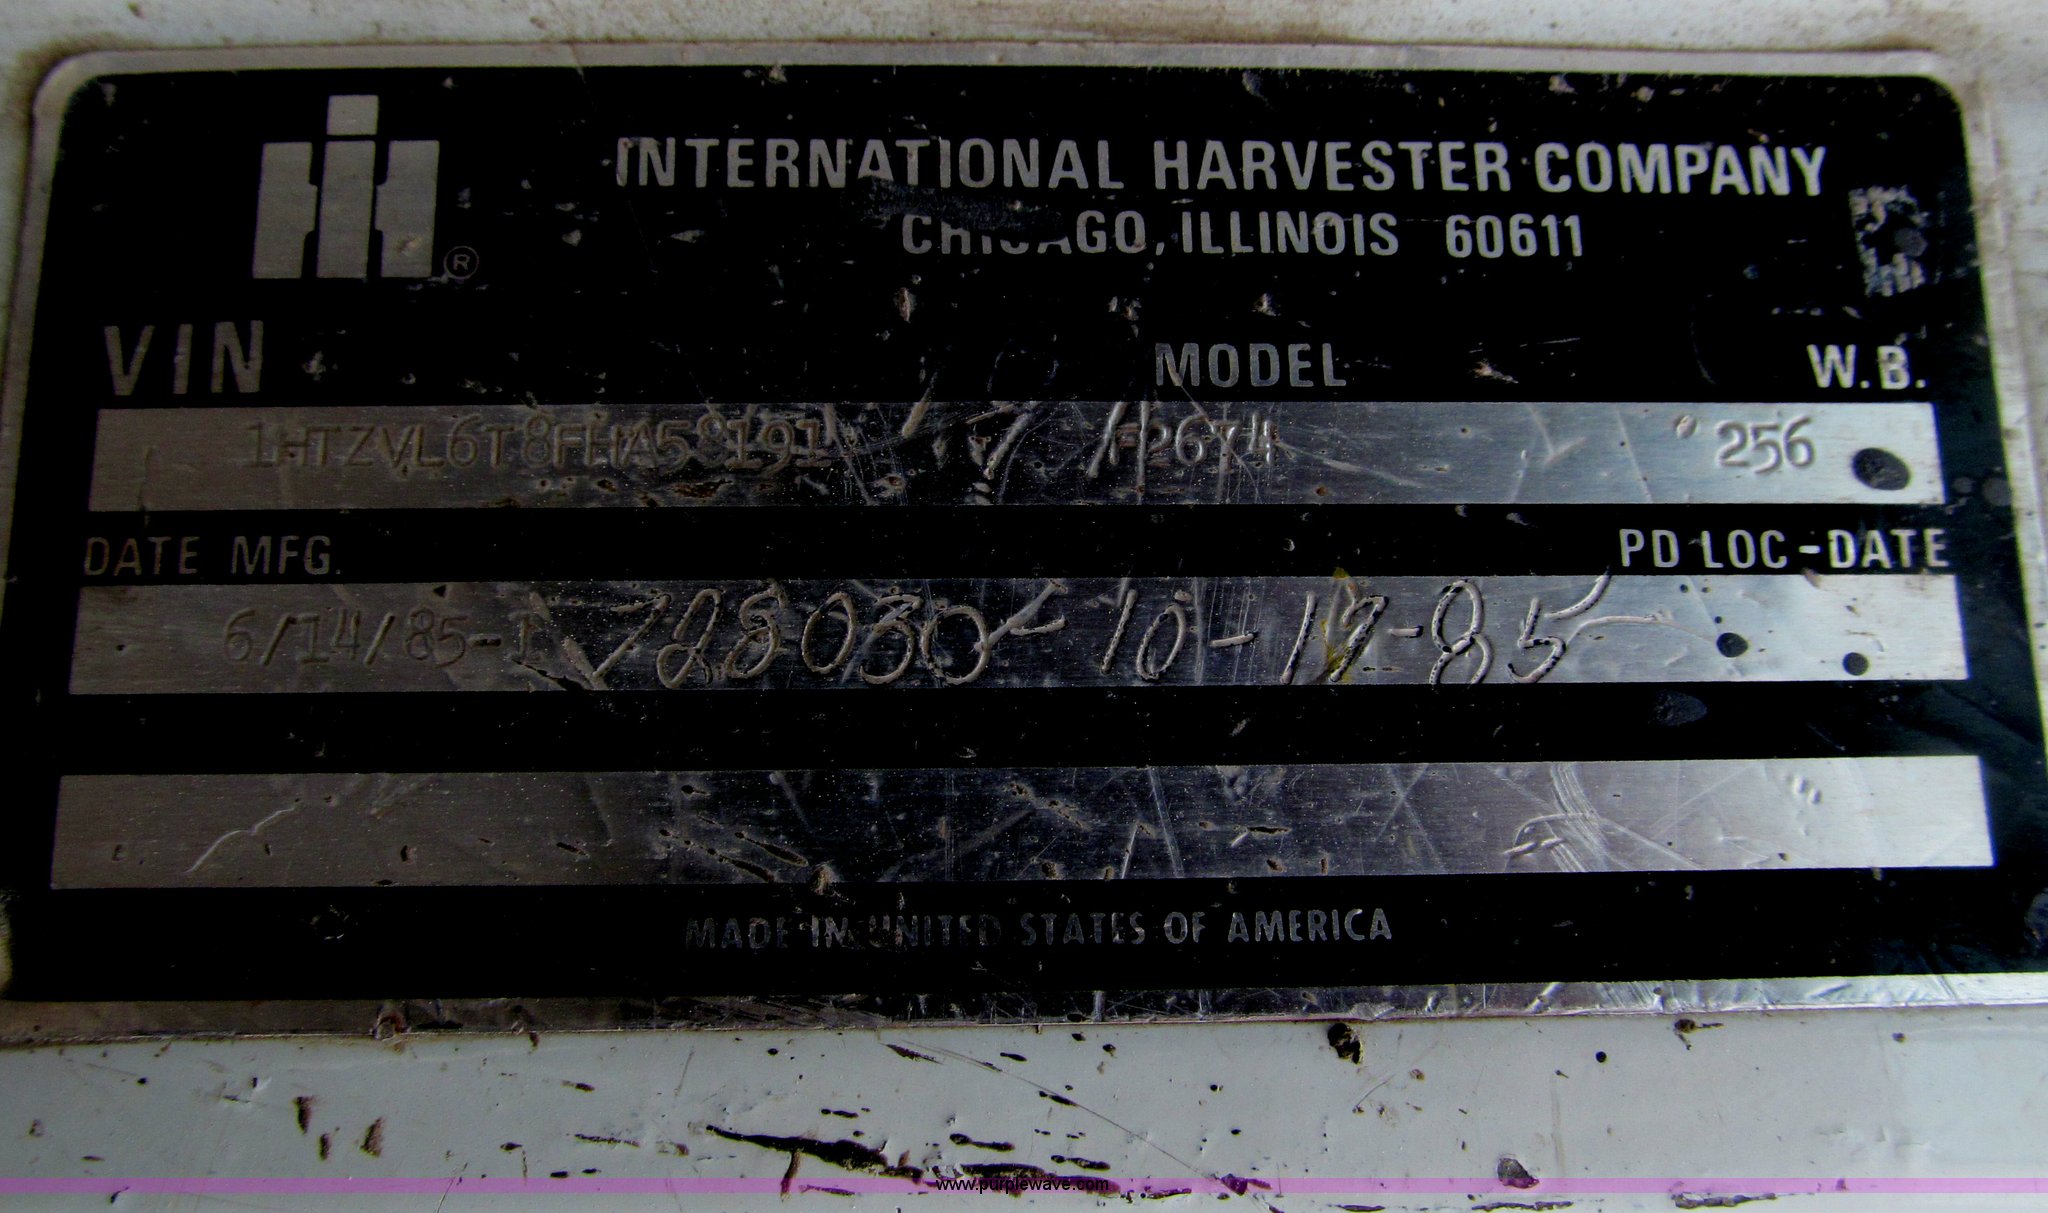 ®
INTERNATIONAL HARVESTER COMPANY
CHICAGO, ILLINOIS 60611
VIN MODEL W.B.
1HTZVL6T8FHA58191 F2674 256
DATE MFG. PD LOC-DATE
6/14/85-I 728030-10-17-85
MADE IN UNITED STATES OF AMERICA
www.purplewave.com